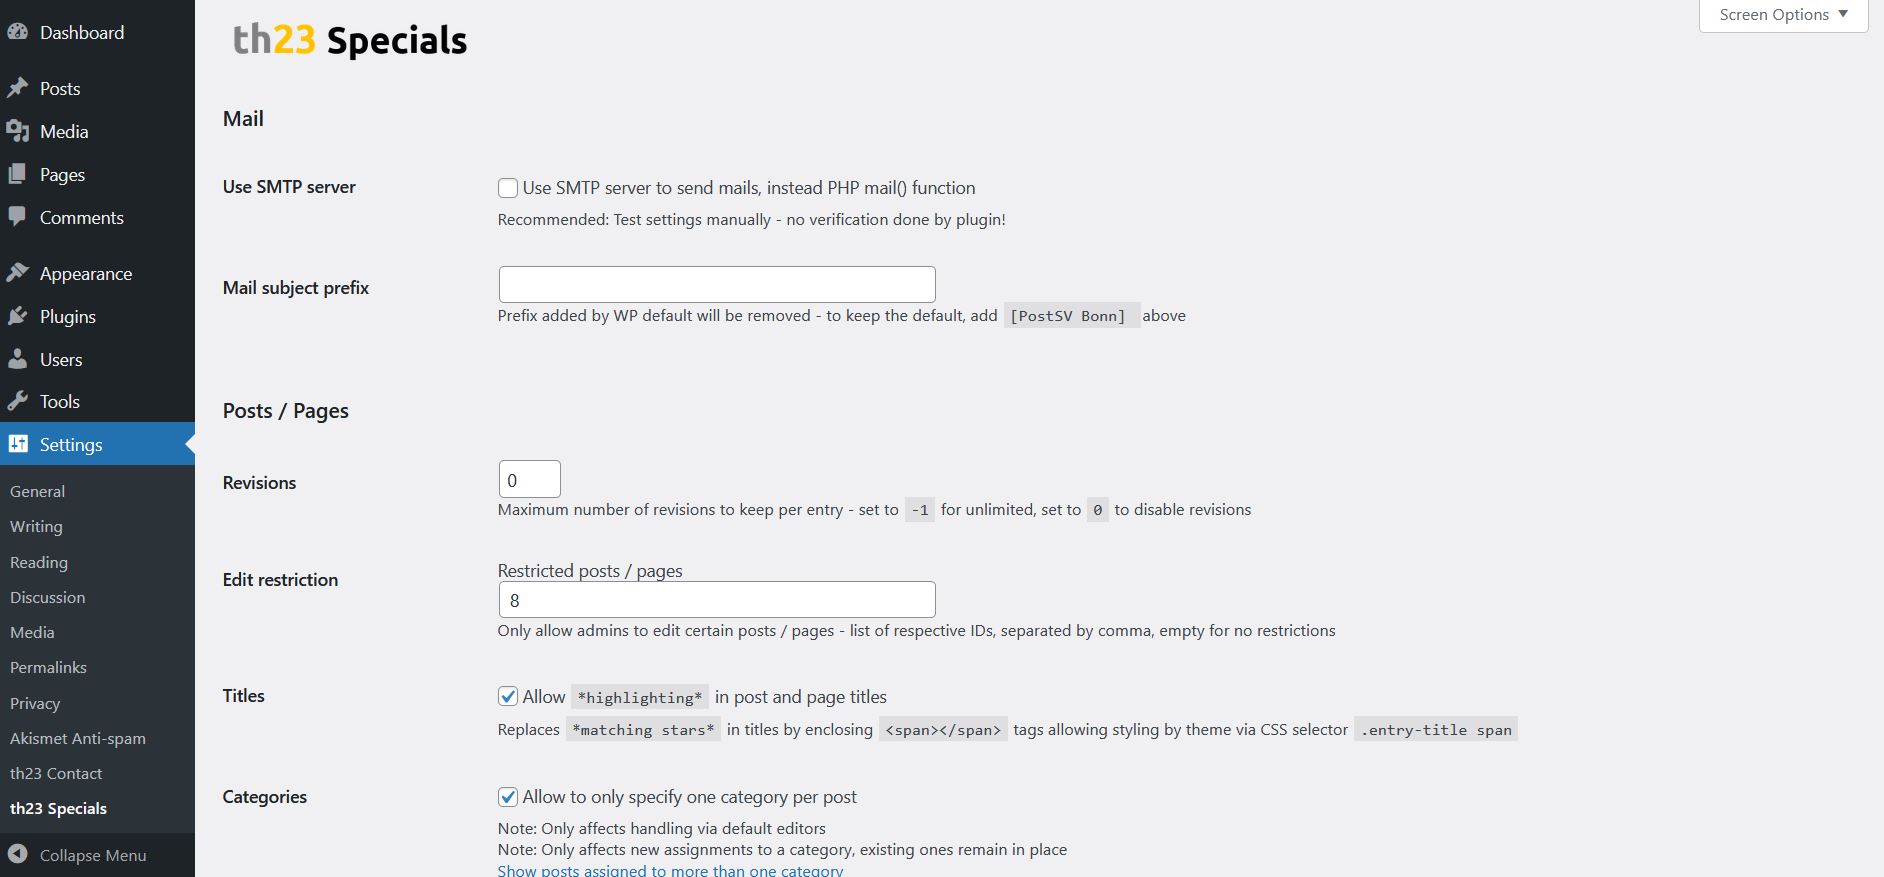 Dashboard
Posts
Media
Pages
Comments
Appearance
Plugins
Users
Tools
Settings
General
Writing
Reading
Discussion
Media
Permalinks
Privacy
Akismet Anti-spam
th23 Contact
th23 Specials
Collapse Menu
Screen Options
th23 Specials
Mail
Use SMTP server
Use SMTP server to send mails, instead PHP mail() function
Recommended: Test settings manually - no verification done by plugin!
Mail subject prefix
Prefix added by WP default will be removed - to keep the default, add [PostSV Bonn] above
Posts / Pages
Revisions
0
Maximum number of revisions to keep per entry - set to -1 for unlimited, set to 0 to disable revisions
Edit restriction
Restricted posts / pages
8
Only allow admins to edit certain posts / pages - list of respective IDs, separated by comma, empty for no restrictions
Titles
Allow *highlighting* in post and page titles
Replaces *matching stars* in titles by enclosing <span></span> tags allowing styling by theme via CSS selector .entry-title span
Categories
Allow to only specify one category per post
Note: Only affects handling via default editors
Note: Only affects new assignments to a category, existing ones remain in place
Show posts assigned to more than one category